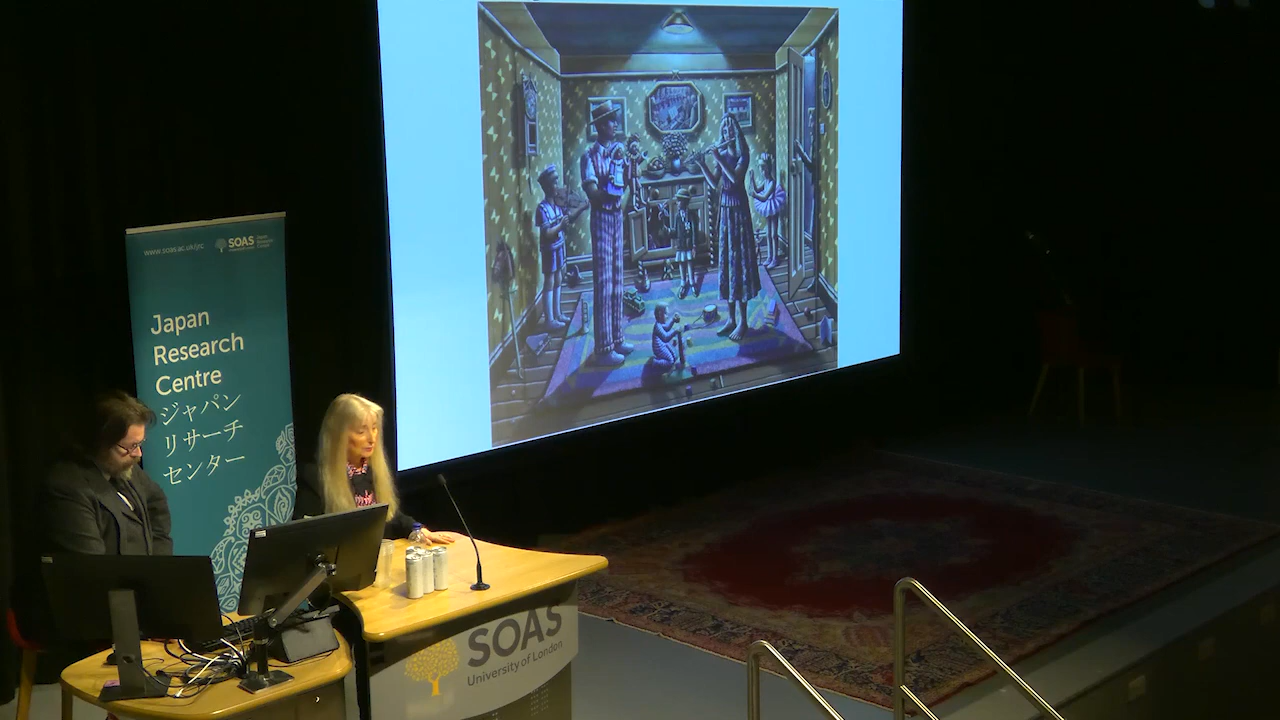 www.soas.ac.uk/jrc
SOAS
Japan
Research
Centre
ジャパン
リサーチ
センター
SOAS
University of London